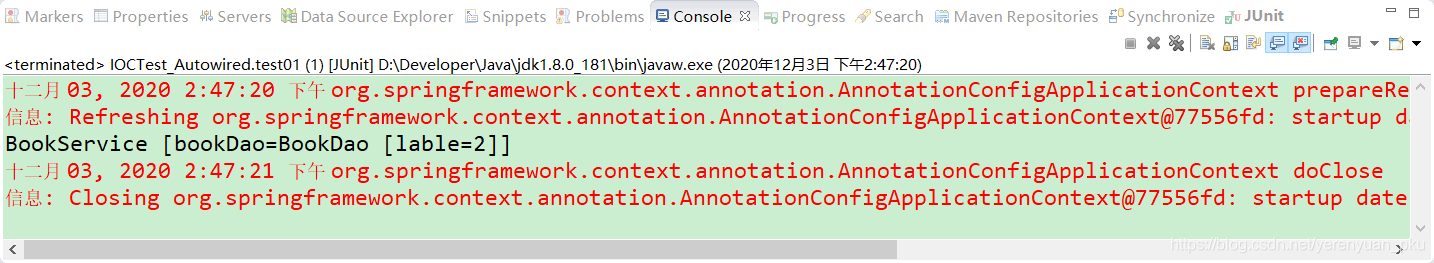 Markers Properties Servers Data Source Explorer Snippets Problems Console Progress Search Maven Repositories Synchronize JUnit
<terminated> IOCTest_Autowired.test01 (1) [JUnit] D:\Developer\Java\jdk1.8.0_181\bin\javaw.exe (2020年12月3日 下午2:47:20)
十二月 03, 2020 2:47:20 下午 org.springframework.context.annotation.AnnotationConfigApplicationContext prepareRe
信息: Refreshing org.springframework.context.annotation.AnnotationConfigApplicationContext@77556fd: startup da
BookService [bookDao=BookDao [lable=2]]
十二月 03, 2020 2:47:21 下午 org.springframework.context.annotation.AnnotationConfigApplicationContext doClose
信息: Closing org.springframework.context.annotation.AnnotationConfigApplicationContext@77556fd: startup date
https://blog.csdn.net/yerenyuan_pku